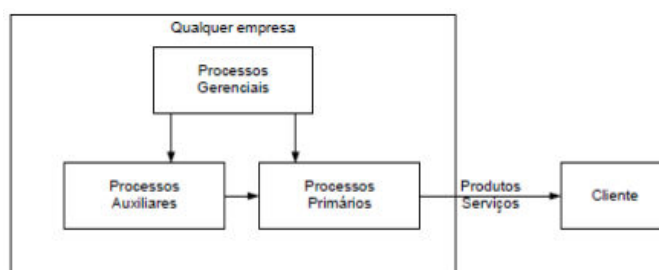 Qualquer empresa
Processos
Gerenciais
Processos
Auxiliares
Processos
Primários
Produtos
Serviços
Cliente